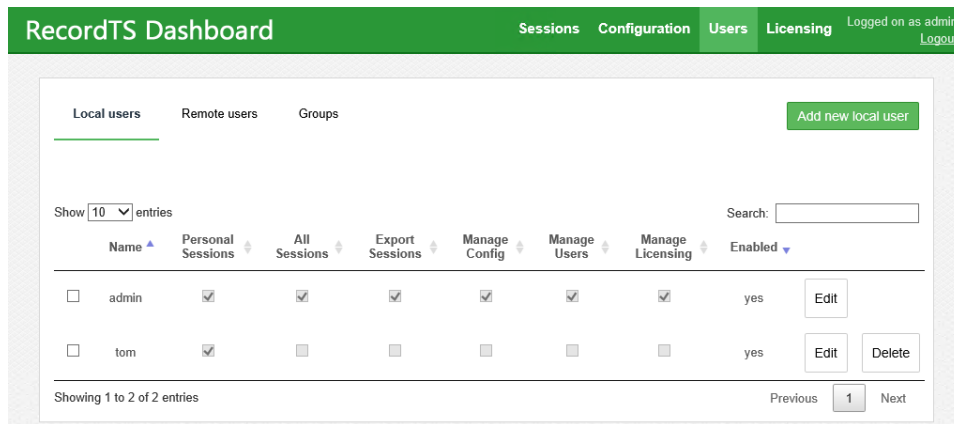 RecordTS Dashboard Sessions Configuration Users Licensing Logged on as admin
Logou
Local users Remote users Groups Add new local user
Show 10 entries Search:
Name Personal Sessions All Sessions Export Sessions Manage Config Manage Users Manage Licensing Enabled
admin yes Edit
tom yes Edit Delete
Showing 1 to 2 of 2 entries Previous 1 Next